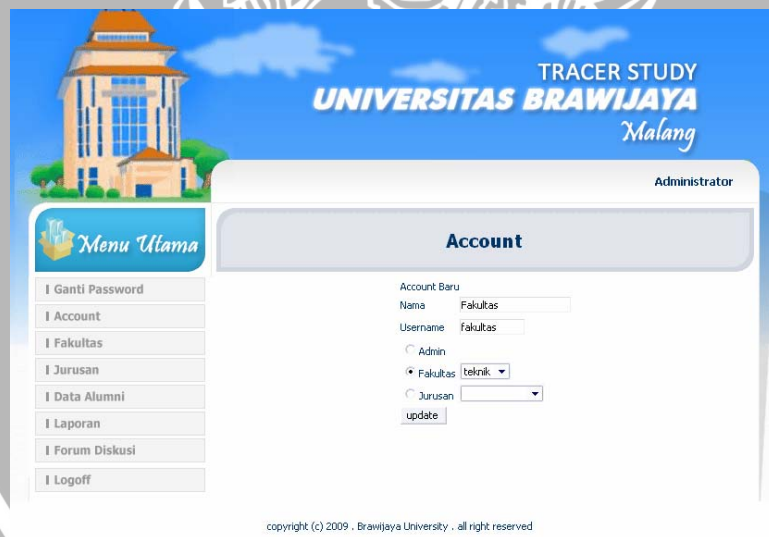 TRACER STUDY
UNIVERSITAS BRAWIJAYA
Malang
Administrator
Menu Utama
Account
Ganti Password
Account
Fakultas
Jurusan
Data Alumni
Laporan
Forum Diskusi
Logoff
Account Baru
Nama Fakultas
Username fakultas
Admin
Fakultas teknik
Jurusan
update
copyright (c) 2009 . Brawijaya University . all right reserved